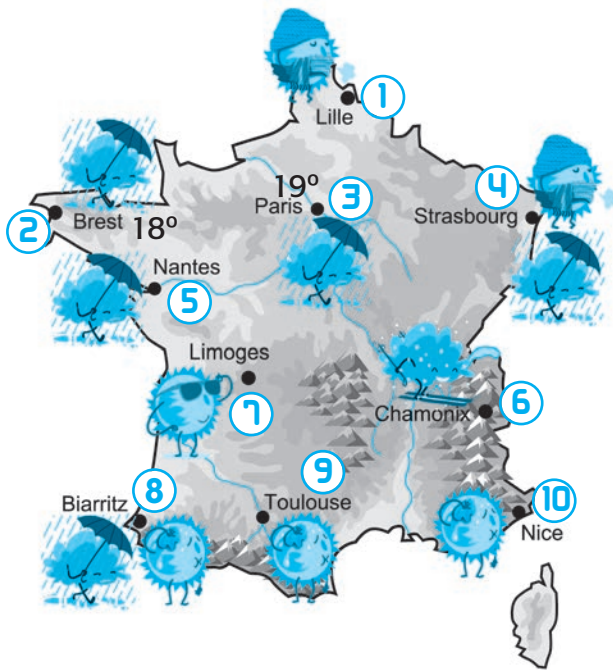 1
Lille
19º
3
Paris
4
Strasbourg
2
Brest
18º
Nantes
5
Limoges
7
Chamonix
6
9
8
Biarritz
Toulouse
10
Nice